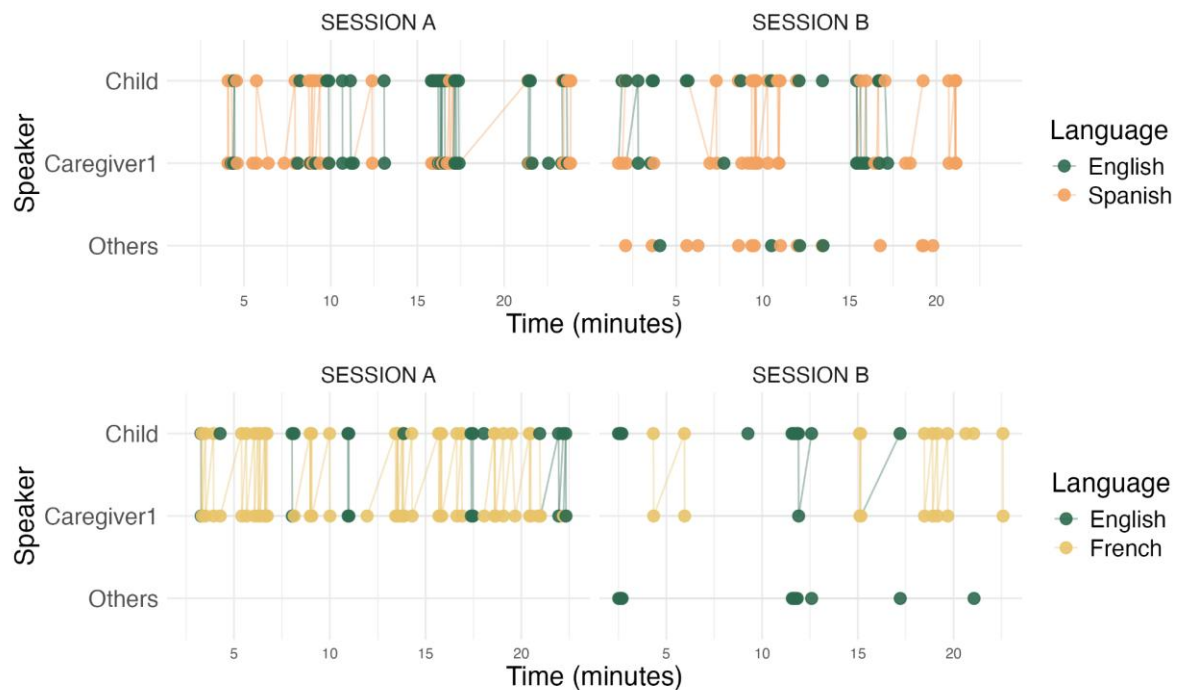 SESSION A
SESSION B
Child
Caregiver1
Others
Speaker
5
10
15
20
5
10
15
20
Time (minutes)
Language
English
Spanish
SESSION A
SESSION B
Child
Caregiver1
Others
Speaker
5
10
15
20
5
10
15
20
Time (minutes)
Language
English
French